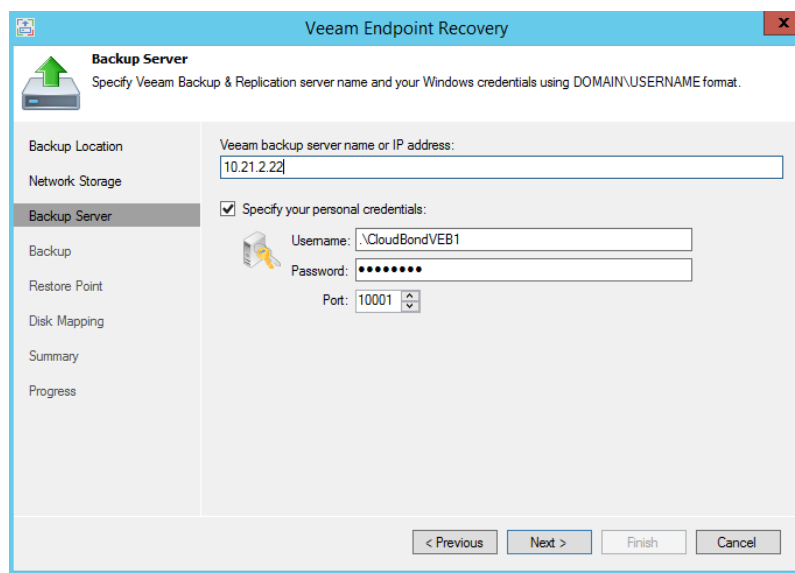 Veeam Endpoint Recovery
x
Backup Server
Specify Veeam Backup & Replication server name and your Windows credentials using DOMAIN\USERNAME format.
Backup Location
Network Storage
Backup Server
Backup
Restore Point
Disk Mapping
Summary
Progress
Veeam backup server name or IP address:
10.21.2.22
Specify your personal credentials:
Username: .\CloudBondVEB1
Password: ●●●●●●●●
Port: 10001
< Previous Next > Finish Cancel